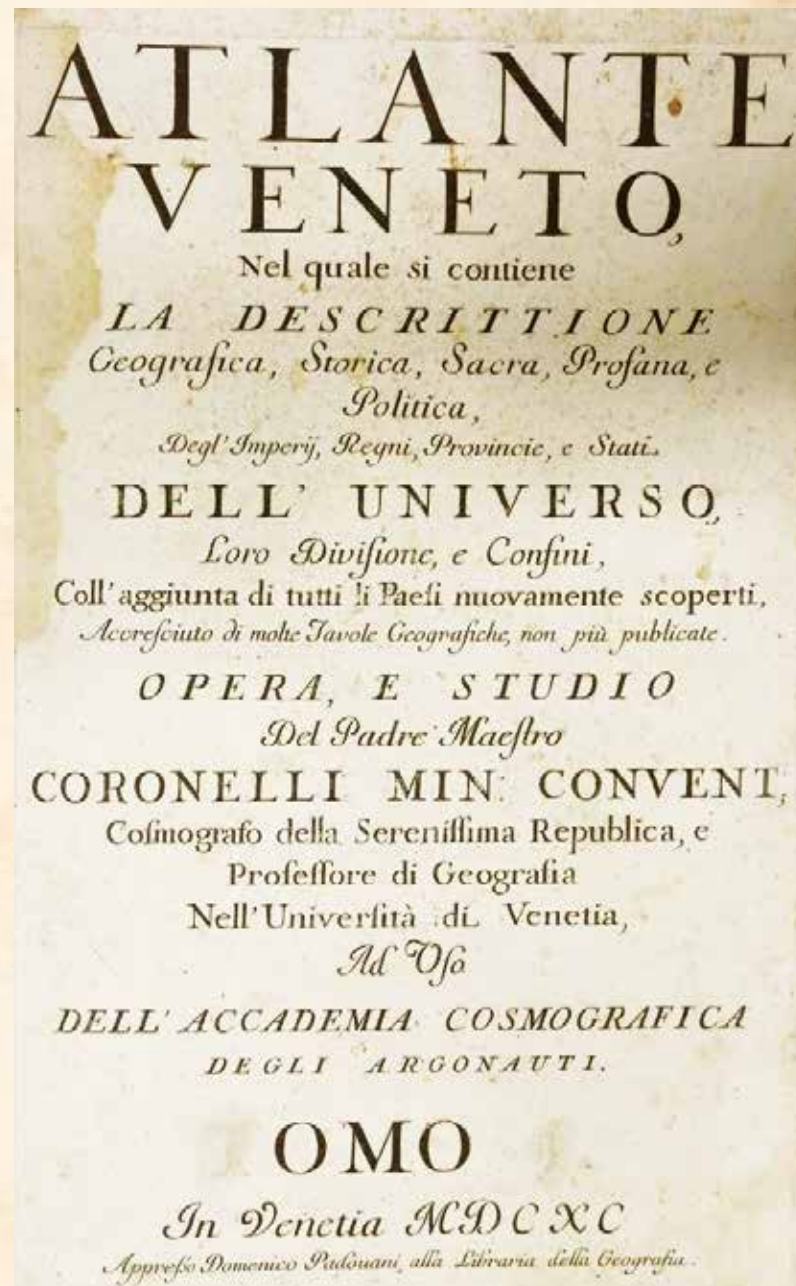 ATLANTE
VENETO,
Nel quale si contiene
LA DESCRITTIONE
Geografica, Storica, Sacra, Profana, e
Politica,
Degl'Imperij, Regni, Provincie, e Stati
DELL' UNIVERSO,
Loro Diviſione, e Confini,
Coll'aggiunta di tutti li Paeſi nuovamente scoperti,
Accreſciuto di molte Tavole Geografiche, non più publicate.
OPERA, E STUDIO
Del Padre Maeſtro
CORONELLI MIN: CONVENT,
Coſmografo della Sereniſſima Republica, e
Profeſſore di Geografia
Nell'Univerſità di Venetia,
Ad Uſo
DELL'ACCADEMIA COSMOGRAFICA
DEGLI ARGONAUTI.
OMO
In Venetia MDCXC
Appreſſo Domenico Padouani, alla Libraria della Geografia.